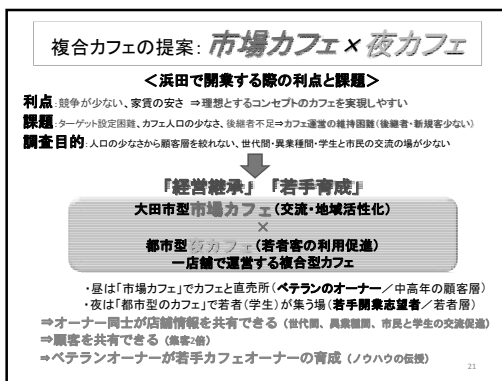 複合カフェの提案：市場カフェ×夜カフェ
＜浜田で開業する際の利点と課題＞
利点：競争が少ない、家賃の安さ ⇒理想とするコンセプトのカフェを実現しやすい
課題：ターゲット設定困難、カフェ人口の少なさ、後継者不足⇒カフェ運営の維持困難（後継者・新規客少ない）
調査目的：人口の少なさから顧客層を絞れない、世代間・異業種間・学生と市民の交流の場が少ない
「経営継承」「若手育成」
大田市型市場カフェ（交流・地域活性化）
×
都市型夜カフェ（若者客の利用促進）
一店舗で運営する複合型カフェ
・昼は「市場カフェ」でカフェと直売所（ベテランのオーナー／中高年の顧客層）
・夜は「都市型のカフェ」で若者（学生）が集う場（若手開業志望者／若者層）
⇒オーナー同士が店舗情報を共有できる（世代間、異業種間、市民と学生の交流促進）
⇒顧客を共有できる（集客2倍）
⇒ベテランオーナーが若手カフェオーナーの育成（ノウハウの伝授）
21